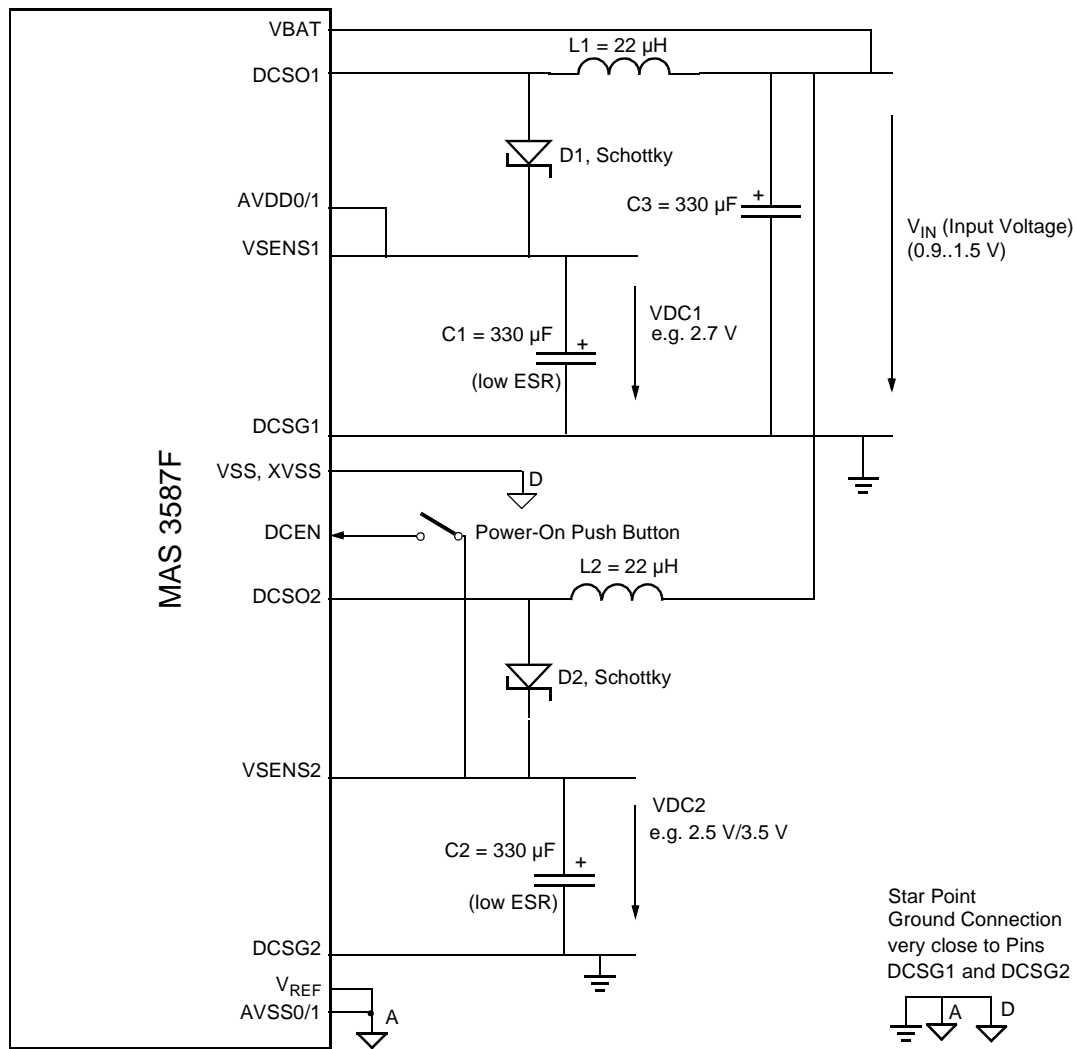 VBAT
L1 = 22 µH
DCSO1
D1, Schottky
AVDD0/1
C3 = 330 µF
+
VIN (Input Voltage)
(0.9..1.5 V)
VSENS1
VDC1
e.g. 2.7 V
C1 = 330 µF
+
(low ESR)
DCSG1
MAS 3587F
VSS, XVSS
D
DCEN
Power-On Push Button
L2 = 22 µH
DCSO2
D2, Schottky
VSENS2
VDC2
e.g. 2.5 V/3.5 V
C2 = 330 µF
+
(low ESR)
Star Point
Ground Connection
very close to Pins
DCSG1 and DCSG2
DCSG2
VREF
AVSS0/1
A
A
D